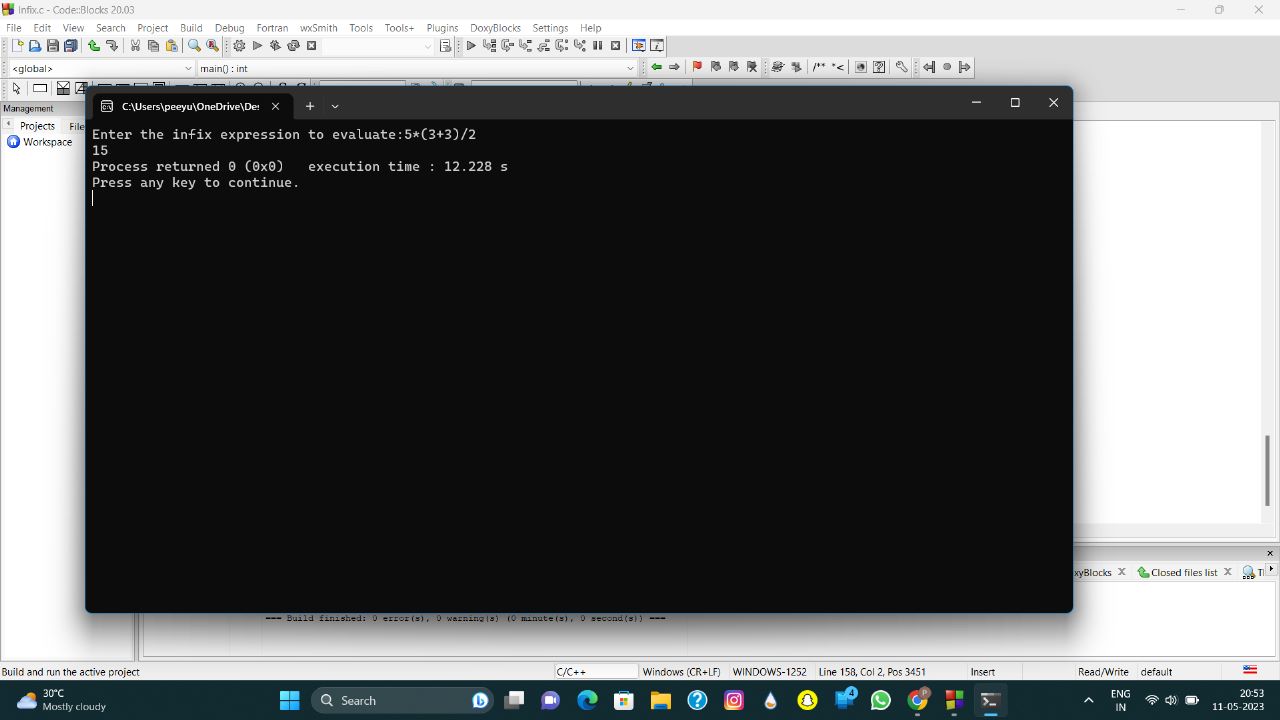 Infix.c - Code::Blocks 20.03
File Edit View Search Project Build Debug Fortran wxSmith Tools Tools+ Plugins DoxyBlocks Settings Help
<global> main() : int
/** *<
Management
C:\Users\peeyu\OneDrive\De
Projects File
Workspace
Enter the infix expression to evaluate:5*(3+3)/2
15
Process returned 0 (0x0)   execution time : 12.228 s
Press any key to continue.
xyBlocks Closed files list
=== Build finished: 0 error(s), 0 warning(s) (0 minute(s), 0 second(s)) ===
Build and run the active project C/C++ Windows (CR+LF) WINDOWS-1252 Line 158, Col 2, Pos 3451 Insert Read/Write default
30°C
Mostly cloudy
Search
4
P
ENG
IN
20:53
11-05-2023